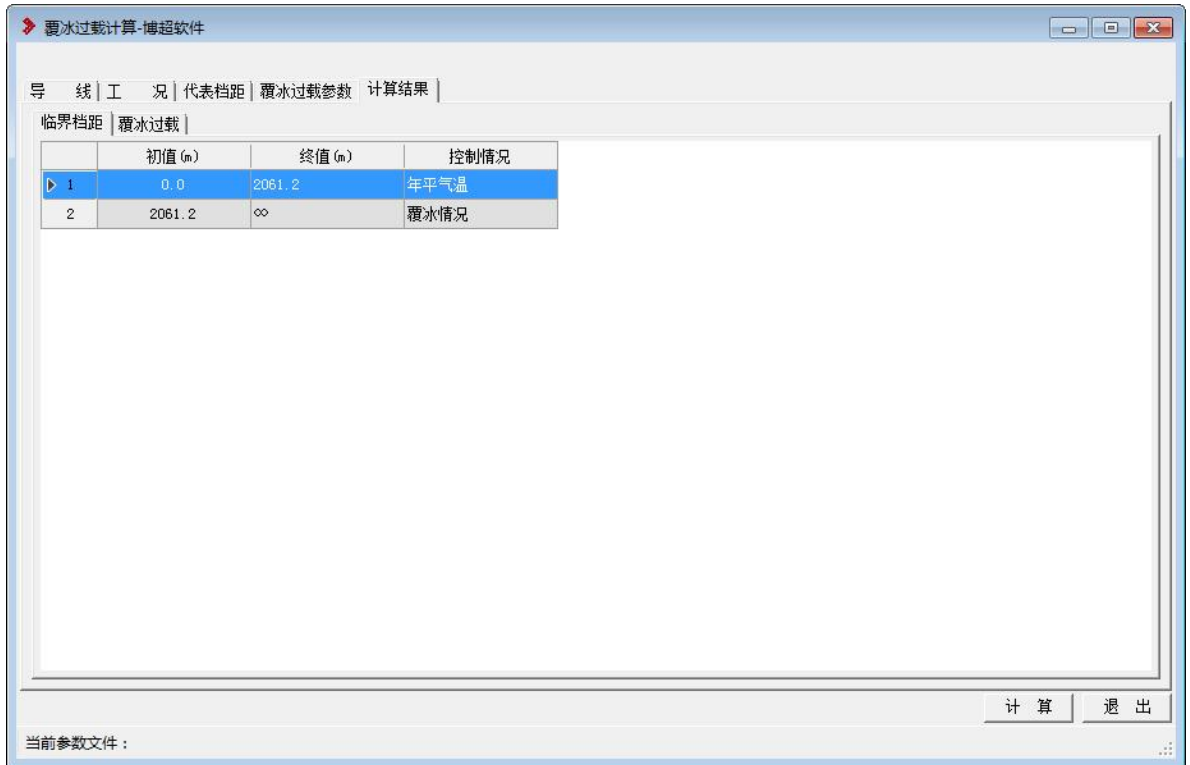 覆冰过载计算-博超软件
导 线 工 况 代表档距 覆冰过载参数 计算结果
临界档距 覆冰过载
初值(m) 终值(m) 控制情况
1 0.0 2061.2 年平气温
2 2061.2 ∞ 覆冰情况
计 算 退 出
当前参数文件：